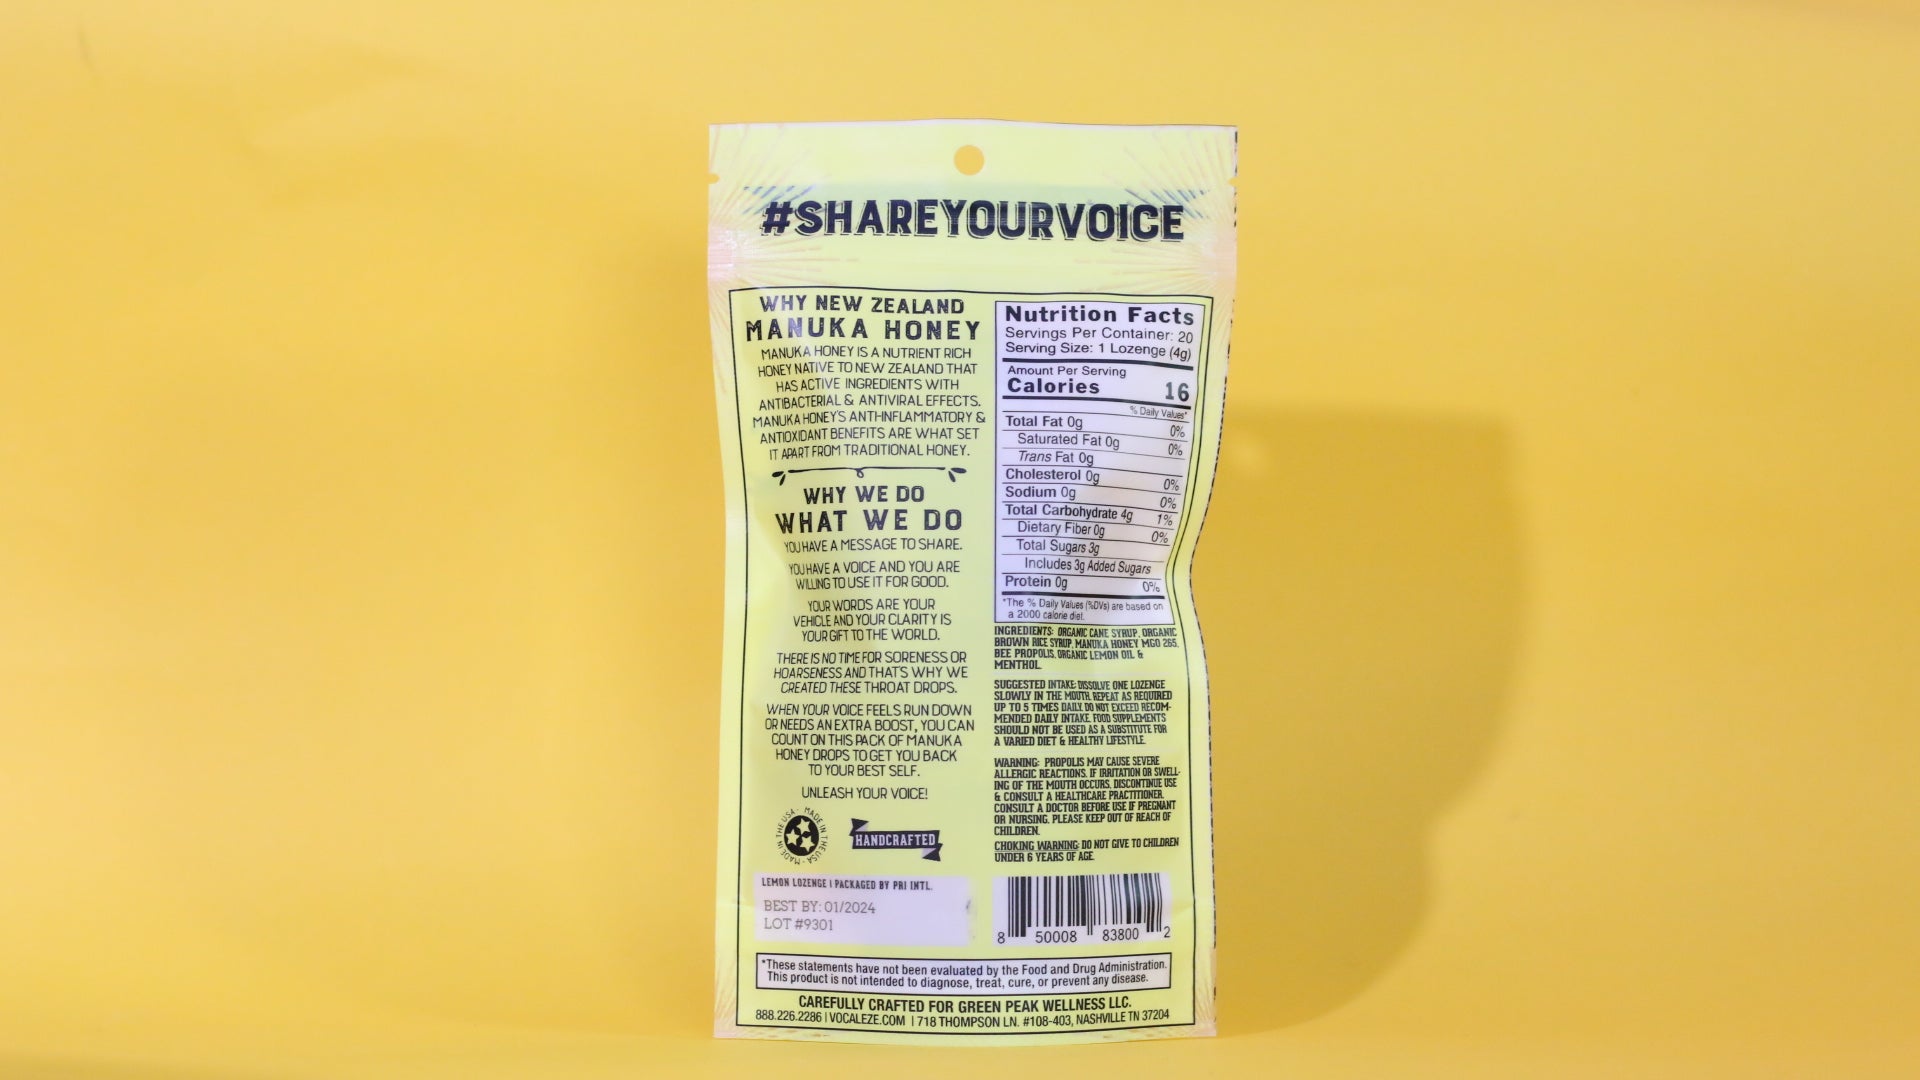 #SHAREYOURVOICE
WHY NEW ZEALAND
MANUKA HONEY
MANUKA HONEY IS A NUTRIENT RICH
HONEY NATIVE TO NEW ZEALAND THAT
HAS ACTIVE INGREDIENTS WITH
ANTIBACTERIAL & ANTIVIRAL EFFECTS.
MANUKA HONEY'S ANTI-INFLAMMATORY &
ANTIOXIDANT BENEFITS ARE WHAT SET
IT APART FROM TRADITIONAL HONEY.
WHY WE DO
WHAT WE DO
YOU HAVE A MESSAGE TO SHARE.
YOU HAVE A VOICE AND YOU ARE
WILLING TO USE IT FOR GOOD.
YOUR WORDS ARE YOUR
VEHICLE AND YOUR CLARITY IS
YOUR GIFT TO THE WORLD.
THERE IS NO TIME FOR SORENESS OR
HOARSENESS AND THAT'S WHY WE
CREATED THESE THROAT DROPS.
WHEN YOUR VOICE FEELS RUN DOWN
OR NEEDS AN EXTRA BOOST, YOU CAN
COUNT ON THIS PACK OF MANUKA
HONEY DROPS TO GET YOU BACK
TO YOUR BEST SELF.
UNLEASH YOUR VOICE!
MADE IN THE USA · MADE IN THE USA ·
HANDCRAFTED
LEMON LOZENGE | PACKAGED BY PRI INTL.
BEST BY: 01/2024
LOT #9301
Nutrition Facts
Servings Per Container: 20
Serving Size: 1 Lozenge (4g)
Amount Per Serving
Calories 16
% Daily Values*
Total Fat 0g 0%
Saturated Fat 0g 0%
Trans Fat 0g
Cholesterol 0g 0%
Sodium 0g 0%
Total Carbohydrate 4g 1%
Dietary Fiber 0g 0%
Total Sugars 3g
Includes 3g Added Sugars
Protein 0g 0%
*The % Daily Values (%DVs) are based on
a 2000 calorie diet.
INGREDIENTS: ORGANIC CANE SYRUP, ORGANIC
BROWN RICE SYRUP, MANUKA HONEY MGO 265,
BEE PROPOLIS, ORGANIC LEMON OIL &
MENTHOL
SUGGESTED INTAKE: DISSOLVE ONE LOZENGE
SLOWLY IN THE MOUTH. REPEAT AS REQUIRED
UP TO 5 TIMES DAILY. DO NOT EXCEED RECOM-
MENDED DAILY INTAKE. FOOD SUPPLEMENTS
SHOULD NOT BE USED AS A SUBSTITUTE FOR
A VARIED DIET & HEALTHY LIFESTYLE.
WARNING: PROPOLIS MAY CAUSE SEVERE
ALLERGIC REACTIONS. IF IRRITATION OR SWELL-
ING OF THE MOUTH OCCURS, DISCONTINUE USE
& CONSULT A HEALTHCARE PRACTITIONER.
CONSULT A DOCTOR BEFORE USE IF PREGNANT
OR NURSING. PLEASE KEEP OUT OF REACH OF
CHILDREN.
CHOKING WARNING: DO NOT GIVE TO CHILDREN
UNDER 6 YEARS OF AGE.
8 50008 83800 2
*These statements have not been evaluated by the Food and Drug Administration.
This product is not intended to diagnose, treat, cure, or prevent any disease.
CAREFULLY CRAFTED FOR GREEN PEAK WELLNESS LLC.
888.226.2286 | VOCALEZE.COM | 718 THOMPSON LN. #108-403, NASHVILLE TN 37204